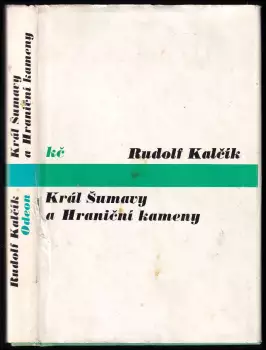 Rudolf Kalčík
Odeon
Král Šumavy
a Hraniční kameny
kč
Rudolf Kalčík
Král Šumavy
a Hraniční kameny